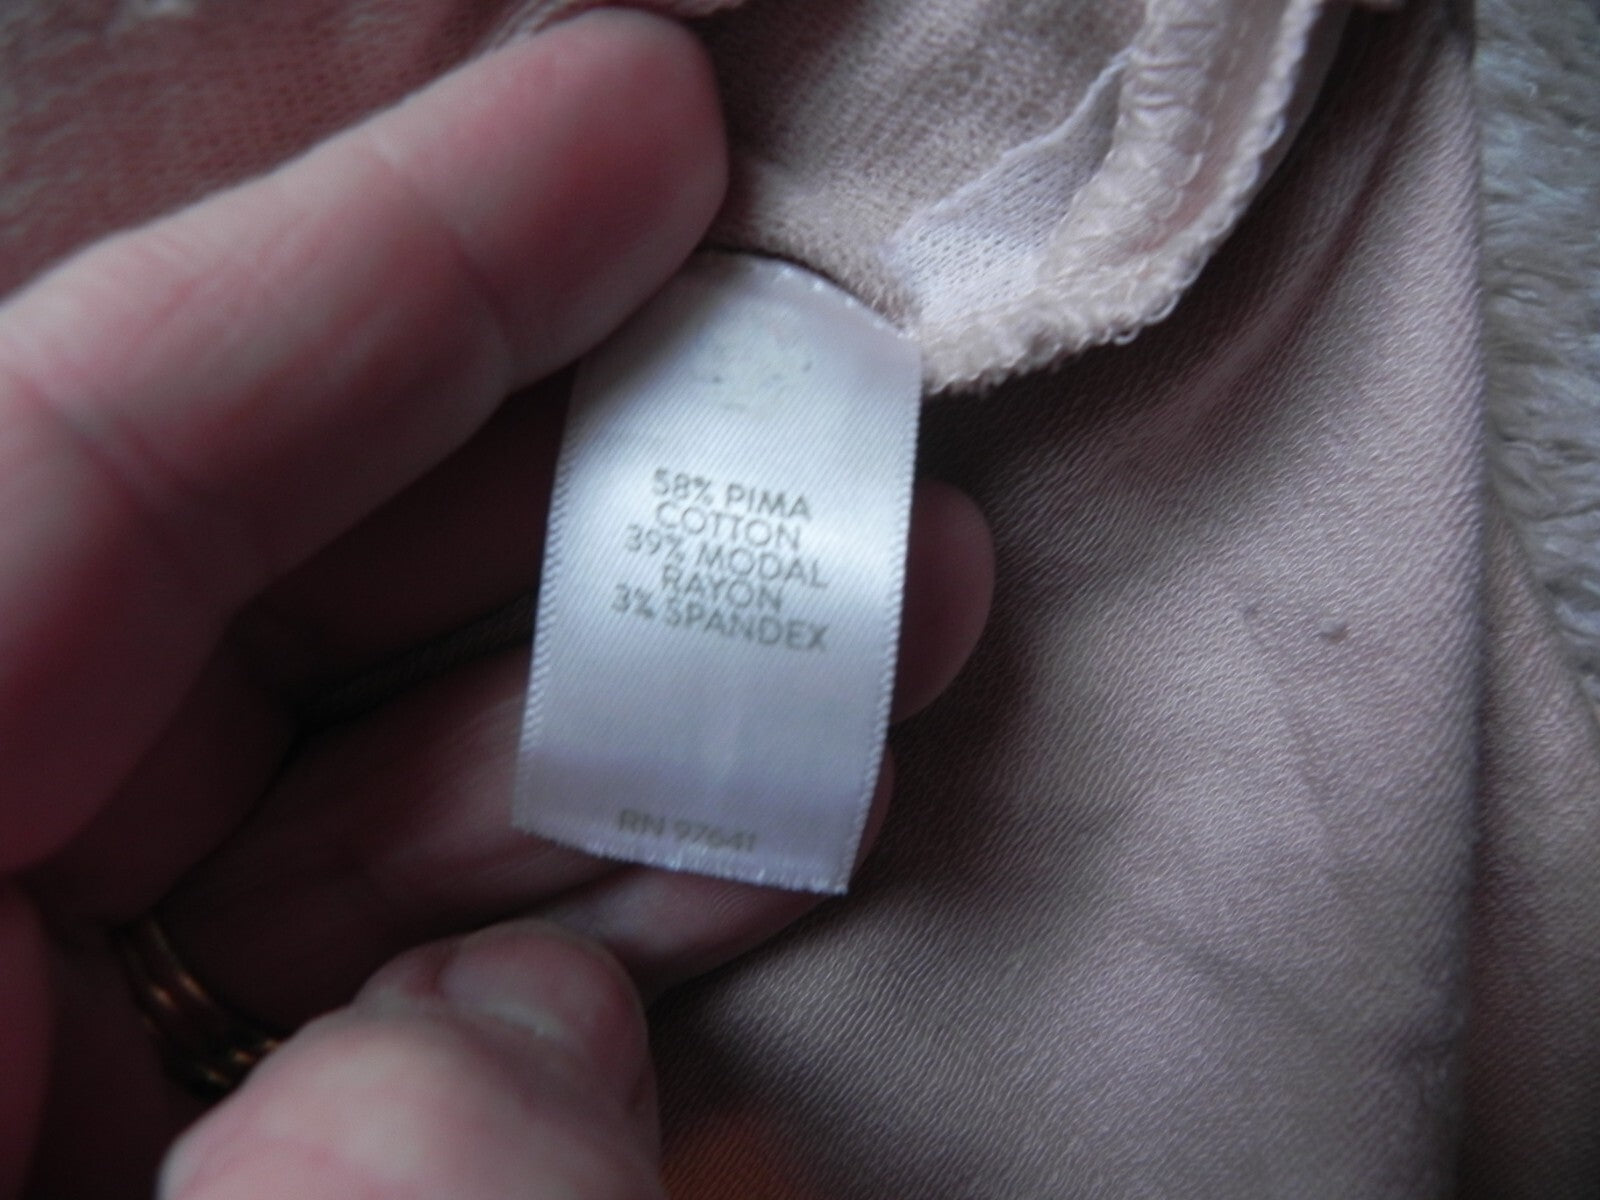 58% PIMA
COTTON
39% MODAL
RAYON
3% SPANDEX
RN 97641